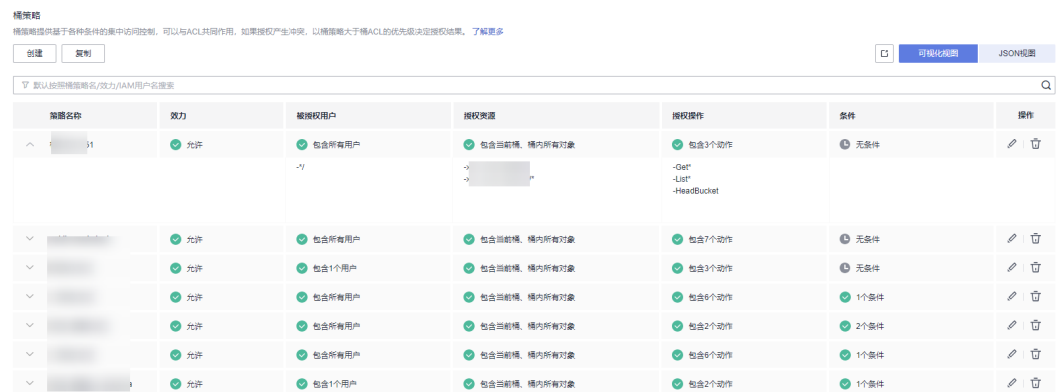 桶策略
桶策略提供基于各种条件的集中访问控制，可以与ACL共同作用，如果授权产生冲突，以桶策略大于桶ACL的优先级决定授权结果。 了解更多
创建 复制 可视化视图 JSON视图
默认按照桶策略名/效力/IAM用户名搜索
策略名称 效力 被授权用户 授权资源 授权操作 条件 操作
51 允许 包含所有用户 包含当前桶、桶内所有对象 包含3个动作 无条件
-*/ -Get*
/* -List*
-HeadBucket
允许 包含所有用户 包含当前桶、桶内所有对象 包含7个动作 无条件
允许 包含1个用户 包含当前桶、桶内所有对象 包含3个动作 无条件
允许 包含所有用户 包含当前桶、桶内所有对象 包含6个动作 1个条件
允许 包含所有用户 包含当前桶、桶内所有对象 包含2个动作 2个条件
允许 包含所有用户 包含当前桶、桶内所有对象 包含6个动作 1个条件
允许 包含1个用户 包含当前桶、桶内所有对象 包含2个动作 1个条件